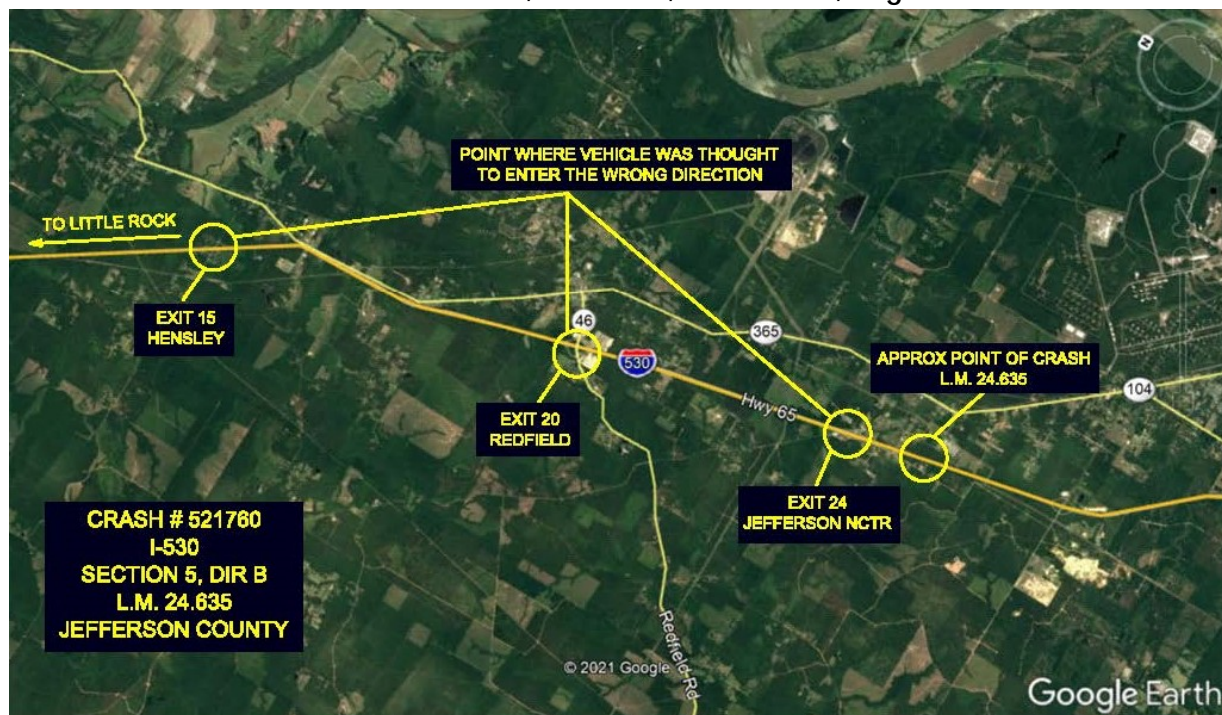 POINT WHERE VEHICLE WAS THOUGHT
TO ENTER THE WRONG DIRECTION
TO LITTLE ROCK
EXIT 15
HENSLEY
46
365
530
APPROX POINT OF CRASH
L.M. 24.635
104
Hwy 65
EXIT 20
REDFIELD
EXIT 24
JEFFERSON NCTR
CRASH # 521760
I-530
SECTION 5, DIR B
L.M. 24.635
JEFFERSON COUNTY
Redfield Rd
© 2021 Google
Google Earth
N